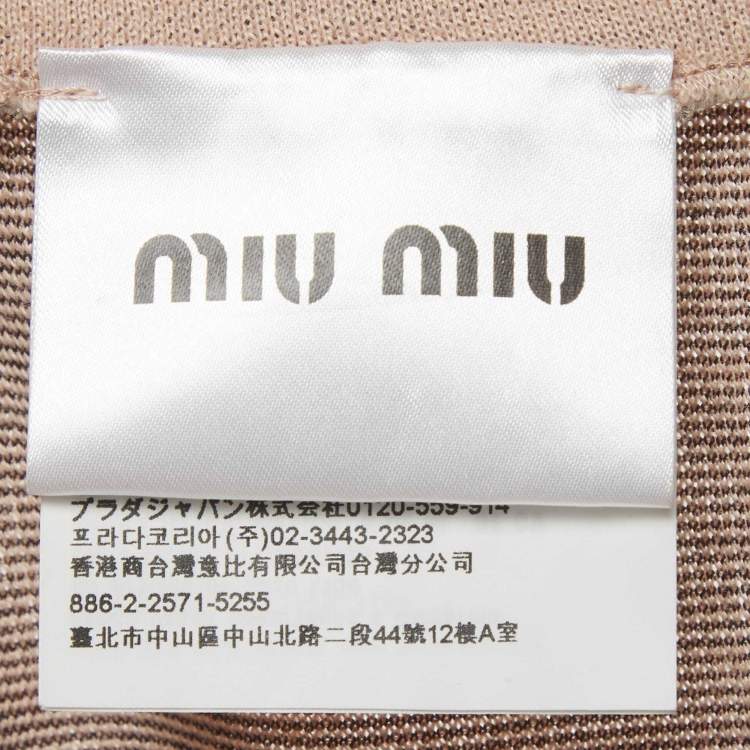 miu miu
プラダジャパン株式会社0120-559-914
프라다코리아(주)02-3443-2323
香港商台灣意比有限公司台灣分公司
886-2-2571-5255
臺北市中山區中山北路二段44號12樓A室